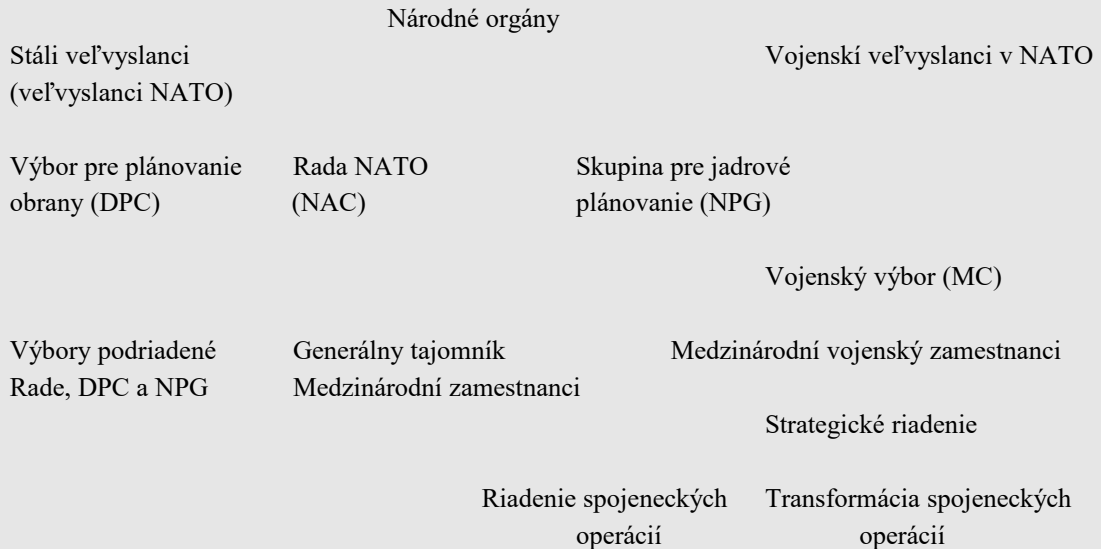 Národné orgány
Stáli veľvyslanci Vojenskí veľvyslanci v NATO
(veľvyslanci NATO)
Výbor pre plánovanie Rada NATO Skupina pre jadrové
obrany (DPC) (NAC) plánovanie (NPG)
Vojenský výbor (MC)
Výbory podriadené Generálny tajomník Medzinárodní vojenský zamestnanci
Rade, DPC a NPG Medzinárodní zamestnanci
Strategické riadenie
Riadenie spojeneckých Transformácia spojeneckých
operácií operácií